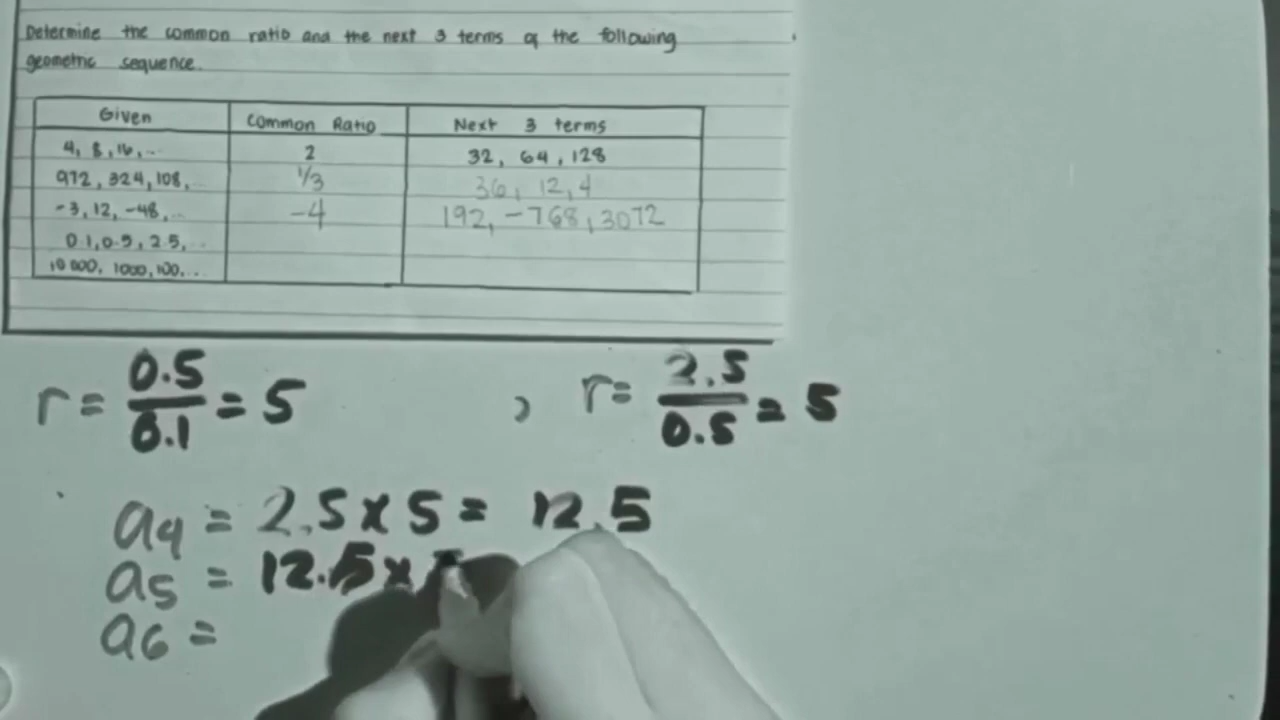 Determine the common ratio and the next 3 terms of the following
geometric sequence.
Given Common Ratio Next 3 terms
4, 8, 16, ... 2 32, 64, 128
972, 324, 108, ... 1/3 36, 12, 4
-3, 12, -48, ... -4 192, -768, 3072
0.1, 0.5, 2.5, ...
10 000, 1000, 100, ...
r = 0.5/0.1 = 5 , r = 2.5/0.5 = 5
a4 = 2.5 x 5 = 12.5
a5 = 12.5 x
a6 =